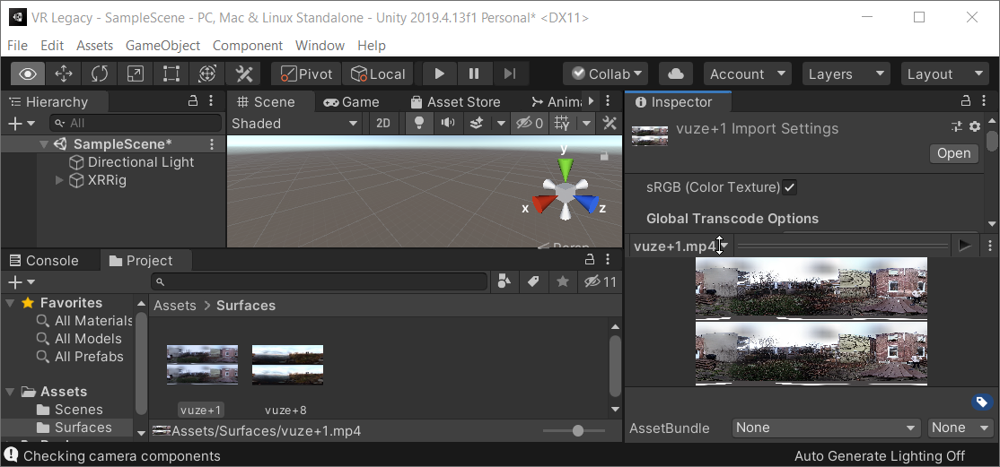 VR Legacy - SampleScene - PC, Mac & Linux Standalone - Unity 2019.4.13f1 Personal* <DX11>
File Edit Assets GameObject Component Window Help
Pivot Local Collab Account Layers Layout
Hierarchy
All
SampleScene*
Directional Light
XRRig
Scene Game Asset Store Anima
Shaded 2D 0
y
x z
Persp
Inspector
vuze+1 Import Settings
Open
sRGB (Color Texture)
Global Transcode Options
vuze+1.mp4
Console Project
11
Favorites
All Materials
All Models
All Prefabs
Assets
Scenes
Surfaces
Assets > Surfaces
vuze+1 vuze+8
Assets/Surfaces/vuze+1.mp4
AssetBundle None None
Checking camera components Auto Generate Lighting Off